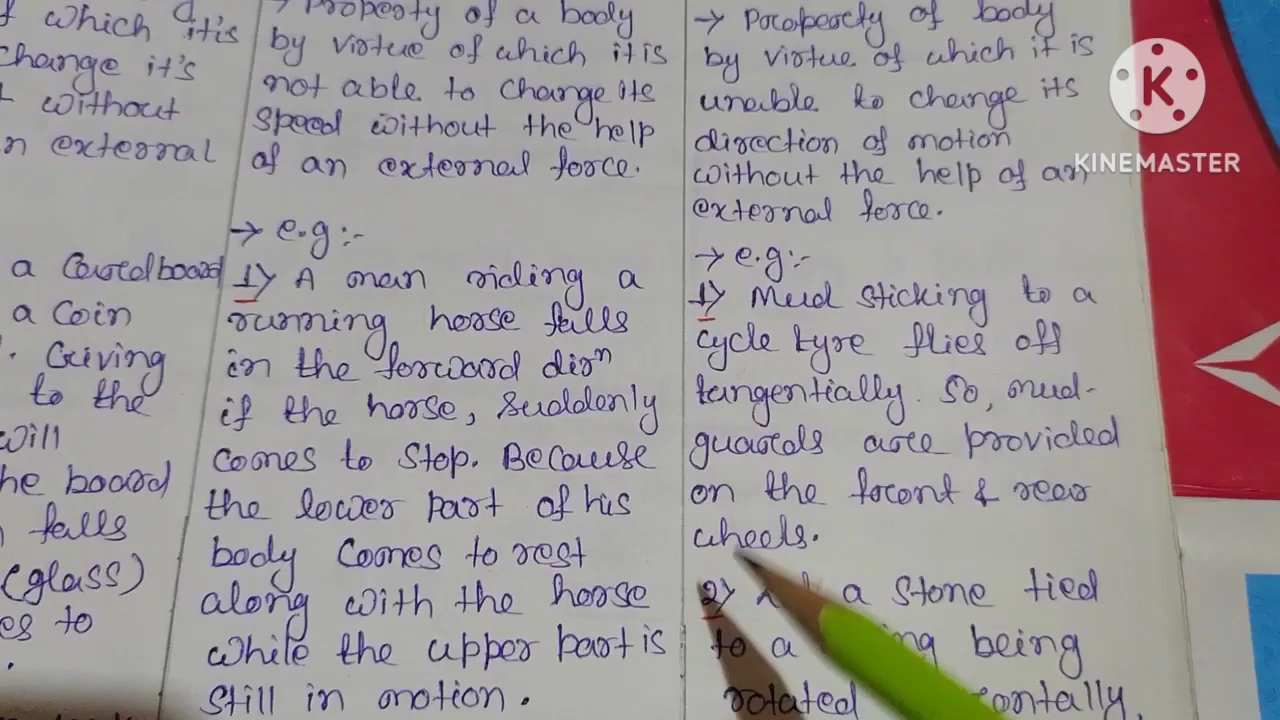 f which it is
change it's
without
n external
a Cardboard
a Coin
. Giving
to the
will
he board
falls
(glass)
es to
→ Property of a body
by virtue of which it is
not able to change its
speed without the help
of an external force.
→ e.g:-
1) A man riding a
running horse falls
in the forward dirⁿ
if the horse, suddenly
comes to stop. Because
the lower part of his
body comes to rest
along with the horse
while the upper part is
still in motion.
→ Property of body
by virtue of which it is
unable to change its
direction of motion
without the help of an
external force.
→ e.g:-
1) Mud sticking to a
cycle tyre flies off
tangentially. So, mud-
guards are provided
on the front & rear
wheels.
2) a stone tied
to a being
rotated ontally,
KINEMASTER